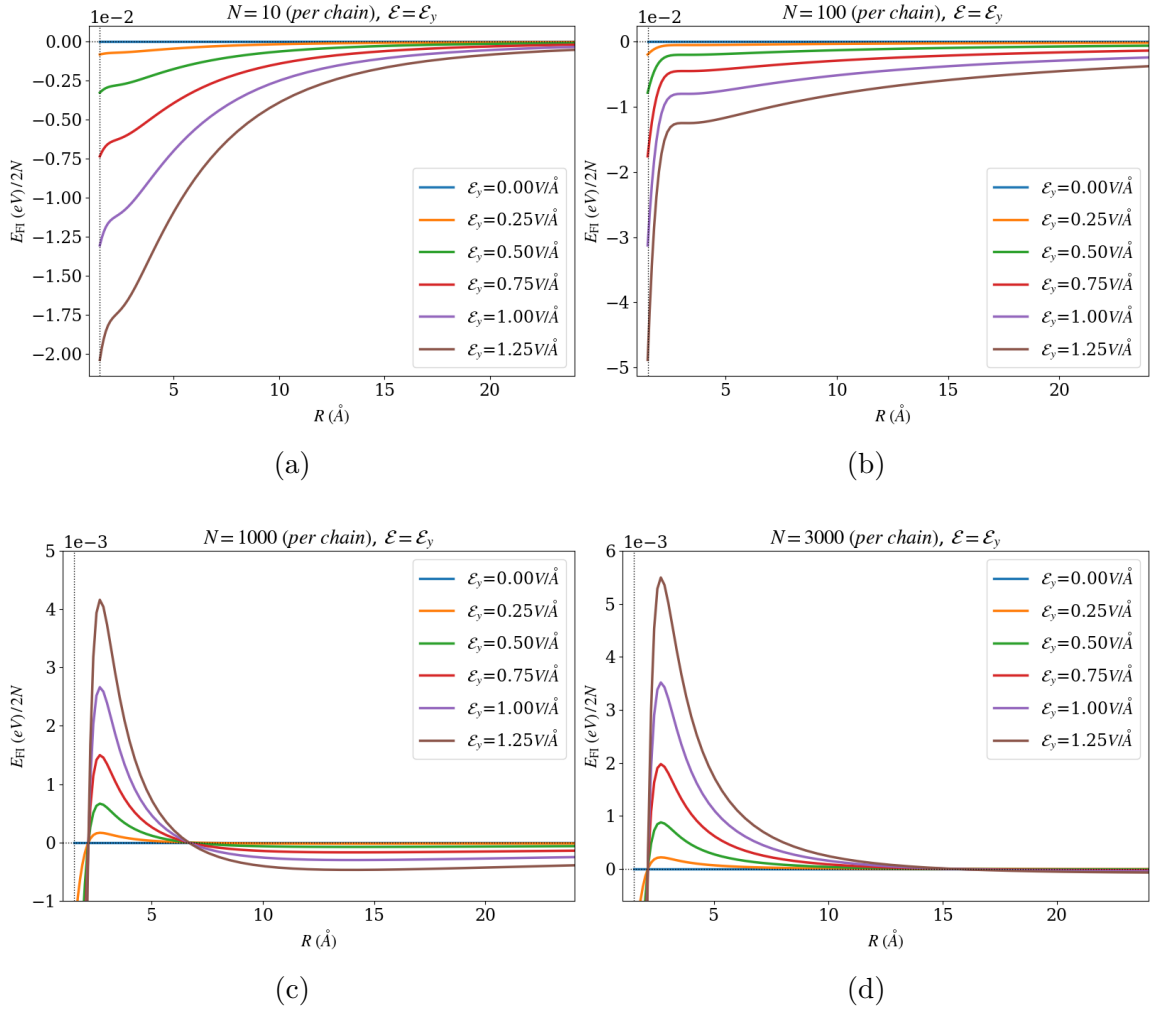 N = 10 (per chain), ℰ = ℰ_y
1e−2
0.00
−0.25
−0.50
−0.75
−1.00
−1.25
−1.50
−1.75
−2.00
E_FI (eV)/2N
ℰ_y=0.00V/Å
ℰ_y=0.25V/Å
ℰ_y=0.50V/Å
ℰ_y=0.75V/Å
ℰ_y=1.00V/Å
ℰ_y=1.25V/Å
5 10 15 20
R (Å)
(a)
N = 100 (per chain), ℰ = ℰ_y
1e−2
0
−1
−2
−3
−4
−5
E_FI (eV)/2N
ℰ_y=0.00V/Å
ℰ_y=0.25V/Å
ℰ_y=0.50V/Å
ℰ_y=0.75V/Å
ℰ_y=1.00V/Å
ℰ_y=1.25V/Å
5 10 15 20
R (Å)
(b)
N = 1000 (per chain), ℰ = ℰ_y
1e−3
5
4
3
2
1
0
−1
E_FI (eV)/2N
ℰ_y=0.00V/Å
ℰ_y=0.25V/Å
ℰ_y=0.50V/Å
ℰ_y=0.75V/Å
ℰ_y=1.00V/Å
ℰ_y=1.25V/Å
5 10 15 20
R (Å)
(c)
N = 3000 (per chain), ℰ = ℰ_y
1e−3
6
5
4
3
2
1
0
E_FI (eV)/2N
ℰ_y=0.00V/Å
ℰ_y=0.25V/Å
ℰ_y=0.50V/Å
ℰ_y=0.75V/Å
ℰ_y=1.00V/Å
ℰ_y=1.25V/Å
5 10 15 20
R (Å)
(d)